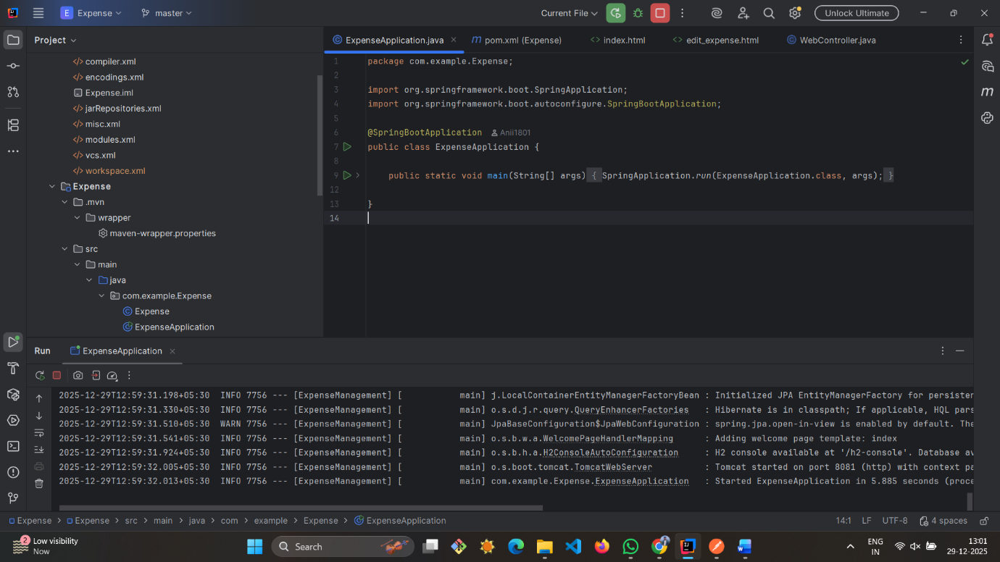 E Expense master Current File Unlock Ultimate
Project
ExpenseApplication.java pom.xml (Expense) index.html edit_expense.html WebController.java
compiler.xml
encodings.xml
Expense.iml
jarRepositories.xml
misc.xml
modules.xml
vcs.xml
workspace.xml
Expense
.mvn
wrapper
maven-wrapper.properties
src
main
java
com.example.Expense
Expense
ExpenseApplication
1 package com.example.Expense;
2
3 import org.springframework.boot.SpringApplication;
4 import org.springframework.boot.autoconfigure.SpringBootApplication;
5
6 @SpringBootApplication Anii1801
7 public class ExpenseApplication {
8
9 public static void main(String[] args) { SpringApplication.run(ExpenseApplication.class, args); }
12
13 }
14
Run ExpenseApplication
2025-12-29T12:59:31.198+05:30 INFO 7756 --- [ExpenseManagement] [ main] j.LocalContainerEntityManagerFactoryBean : Initialized JPA EntityManagerFactory for persisten
2025-12-29T12:59:31.330+05:30 INFO 7756 --- [ExpenseManagement] [ main] o.s.d.j.r.query.QueryEnhancerFactories : Hibernate is in classpath; If applicable, HQL pars
2025-12-29T12:59:31.510+05:30 WARN 7756 --- [ExpenseManagement] [ main] JpaBaseConfiguration$JpaWebConfiguration : spring.jpa.open-in-view is enabled by default. The
2025-12-29T12:59:31.541+05:30 INFO 7756 --- [ExpenseManagement] [ main] o.s.b.w.a.WelcomePageHandlerMapping : Adding welcome page template: index
2025-12-29T12:59:31.924+05:30 INFO 7756 --- [ExpenseManagement] [ main] o.s.b.h.a.H2ConsoleAutoConfiguration : H2 console available at '/h2-console'. Database av
2025-12-29T12:59:32.005+05:30 INFO 7756 --- [ExpenseManagement] [ main] o.s.boot.tomcat.TomcatWebServer : Tomcat started on port 8081 (http) with context pa
2025-12-29T12:59:32.013+05:30 INFO 7756 --- [ExpenseManagement] [ main] com.example.Expense.ExpenseApplication : Started ExpenseApplication in 5.885 seconds (proce
Expense > Expense > src > main > java > com > example > Expense > ExpenseApplication 14:1 LF UTF-8 4 spaces
2 Low visibility
Now
Search
ENG
IN
13:01
29-12-2025